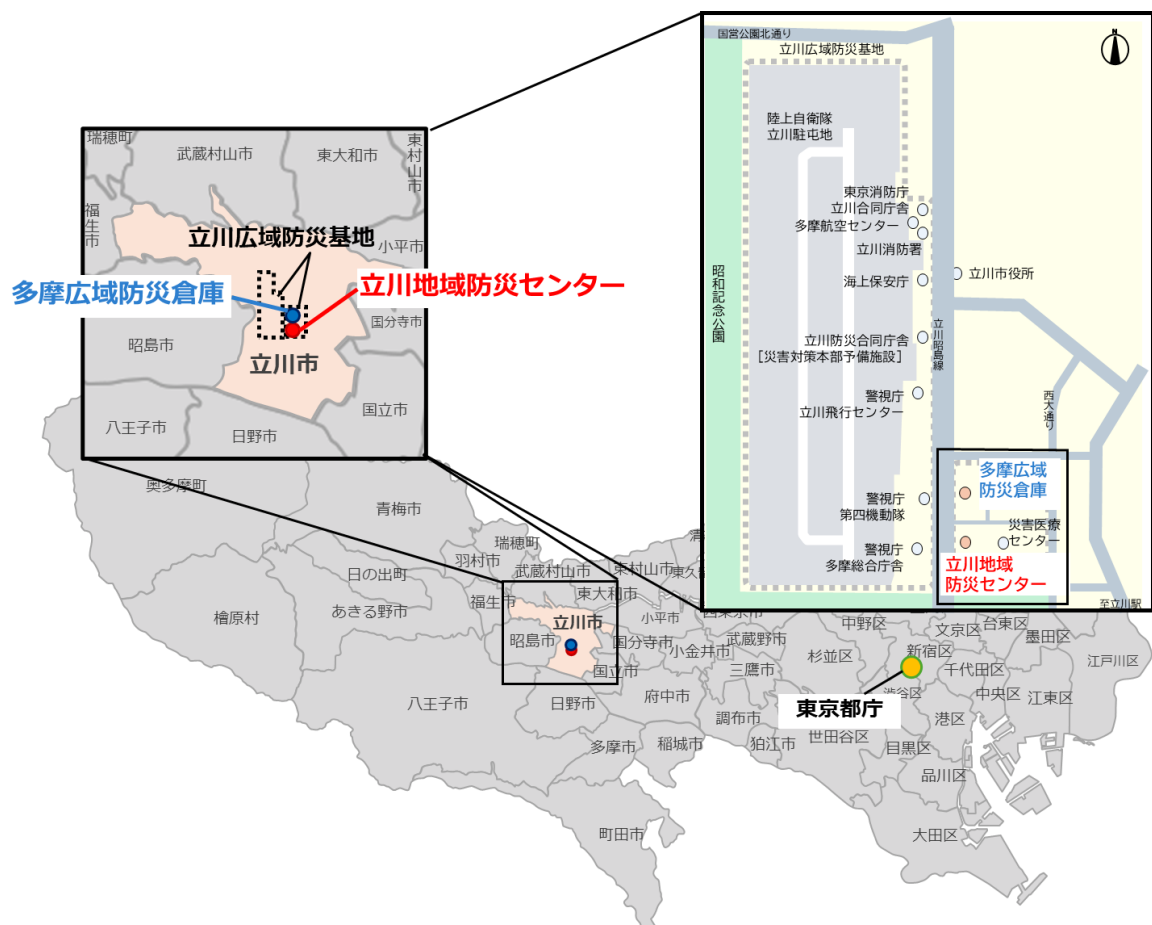 国営公園北通り
立川広域防災基地
N
陸上自衛隊
立川駐屯地
東京消防庁
立川合同庁舎
多摩航空センター
立川消防署
海上保安庁
立川市役所
昭和記念公園
立川昭島線
立川防災合同庁舎
[災害対策本部予備施設]
警視庁
立川飛行センター
西大通り
多摩広域
防災倉庫
警視庁
第四機動隊
災害医療
センター
警視庁
多摩総合庁舎
立川地域
防災センター
至立川駅
瑞穂町
武蔵村山市
東大和市
東村山市
福生市
立川広域防災基地
小平市
多摩広域防災倉庫
立川地域防災センター
国分寺市
昭島市
立川市
国立市
八王子市
日野市
奥多摩町
青梅市
瑞穂町
羽村市
武蔵村山市
東村山市
東久
清
日の出町
福生市
東大和市
檜原村
あきる野市
立川市
小平市
西東京市
昭島市
国分寺市
小金井市
武蔵野市
国立市
三鷹市
八王子市
日野市
府中市
調布市
多摩市
稲城市
狛江市
町田市
中野区
杉並区
新宿区
文京区
台東区
墨田区
千代田区
江戸川区
渋谷区
中央区
江東区
東京都庁
港区
世田谷区
目黒区
品川区
大田区